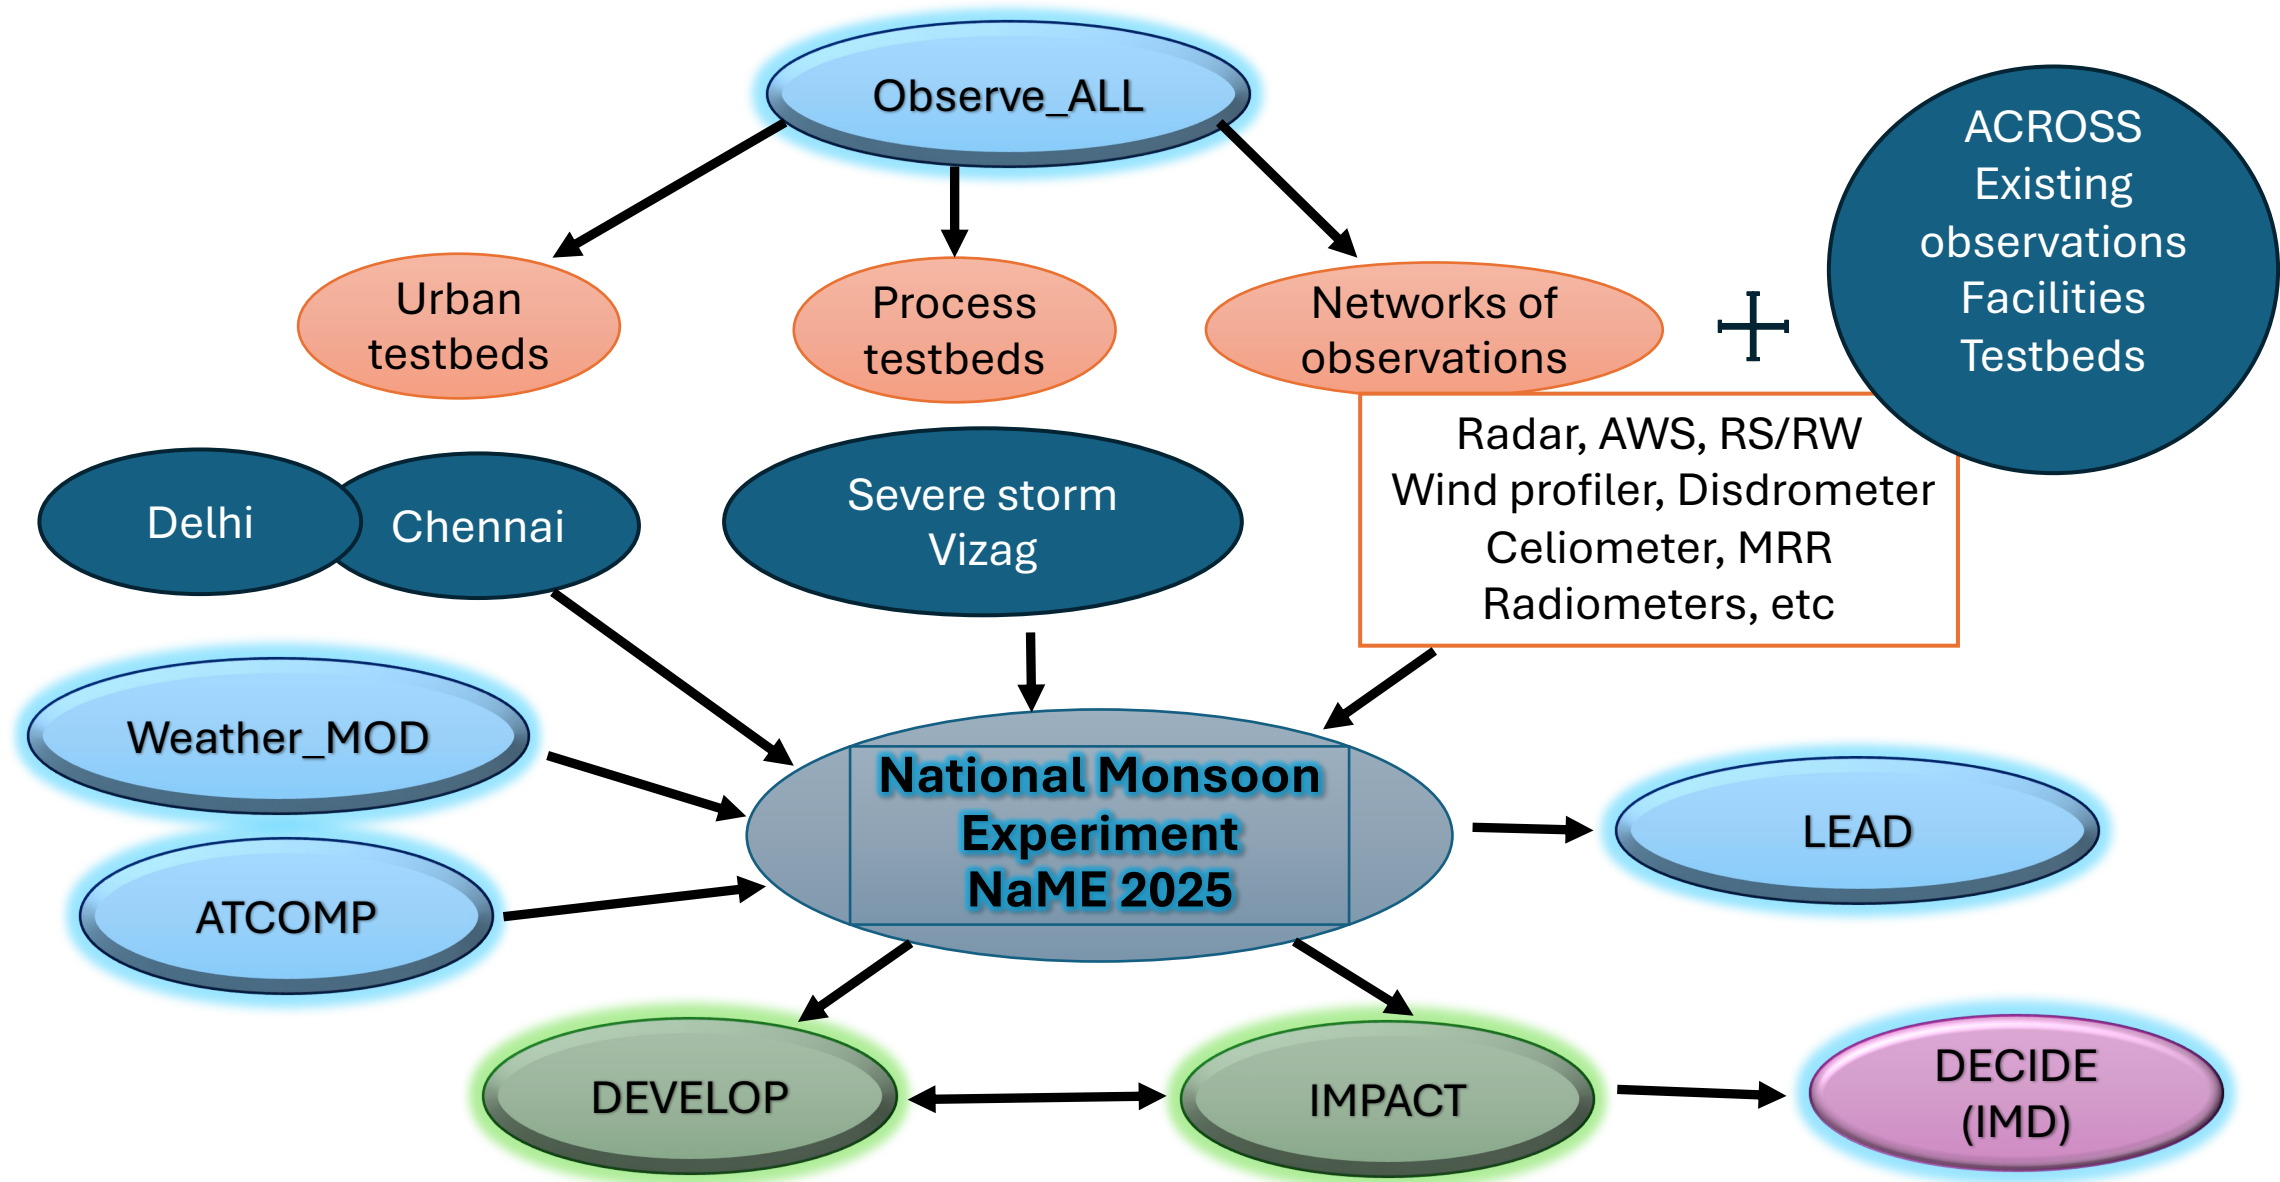 Observe_ALL
ACROSS
Existing
observations
Facilities
Testbeds
Urban
testbeds
Process
testbeds
Networks of
observations
Radar, AWS, RS/RW
Wind profiler, Disdrometer
Celiometer, MRR
Radiometers, etc
Delhi
Chennai
Severe storm
Vizag
Weather_MOD
ATCOMP
National Monsoon
Experiment
NaME 2025
LEAD
DEVELOP
IMPACT
DECIDE
(IMD)